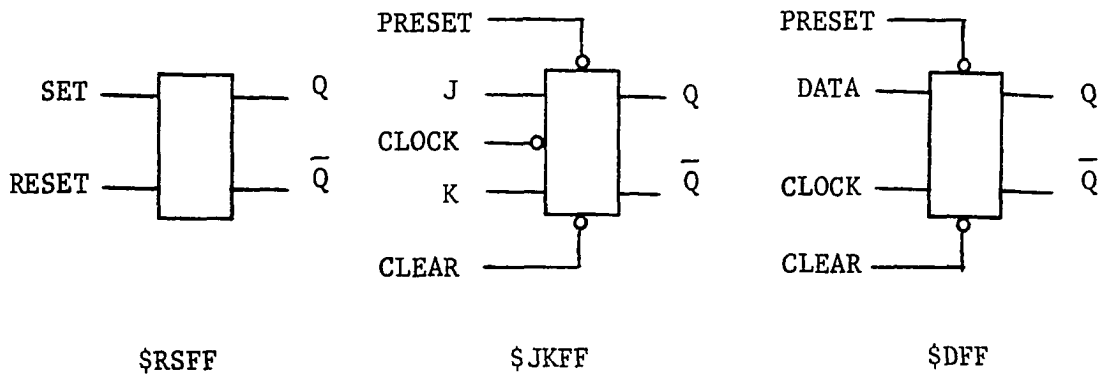 SET
RESET
Q
Q̅
$RSFF
PRESET
J
CLOCK
K
CLEAR
Q
Q̅
$JKFF
PRESET
DATA
CLOCK
CLEAR
Q
Q̅
$DFF